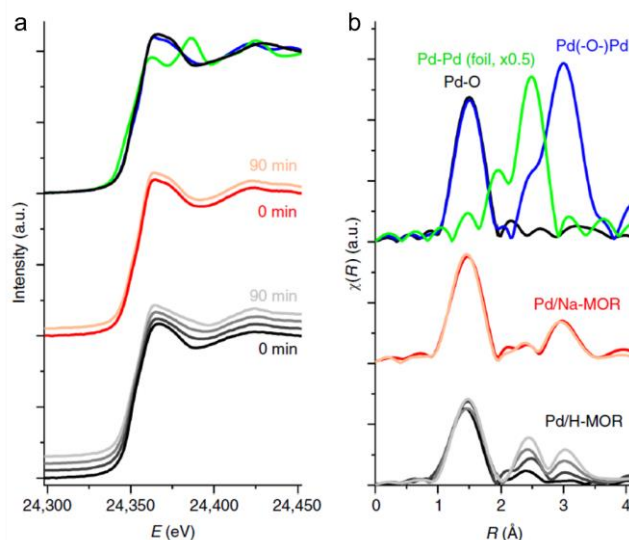 a
b
Pd-Pd (foil, x0.5)
Pd(-O-)Pd
Pd-O
90 min
0 min
Pd/Na-MOR
90 min
0 min
Pd/H-MOR
Intensity (a.u.)
χ(R) (a.u.)
24,300 24,350 24,400 24,450
0 1 2 3 4
E (eV)
R (Å)